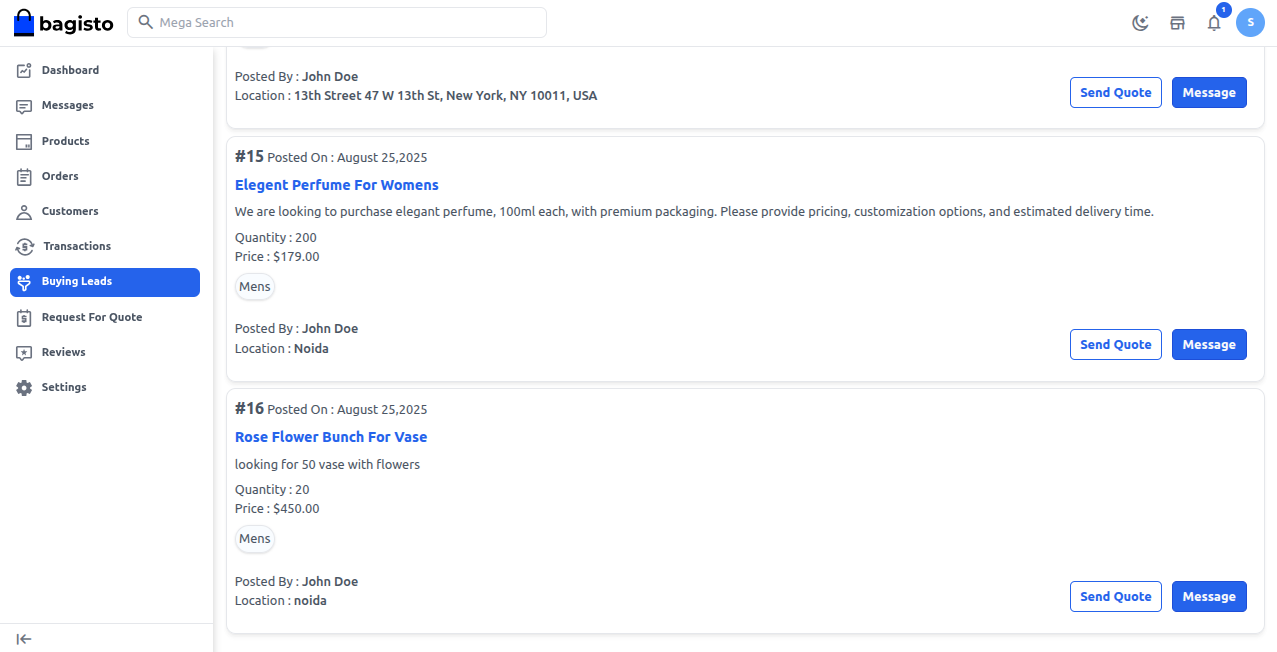 bagisto
Mega Search
1
S
Dashboard
Messages
Products
Orders
Customers
Transactions
Buying Leads
Request For Quote
Reviews
Settings
Posted By : John Doe
Location : 13th Street 47 W 13th St, New York, NY 10011, USA
Send Quote
Message
#15 Posted On : August 25,2025
Elegent Perfume For Womens
We are looking to purchase elegant perfume, 100ml each, with premium packaging. Please provide pricing, customization options, and estimated delivery time.
Quantity : 200
Price : $179.00
Mens
Posted By : John Doe
Location : Noida
Send Quote
Message
#16 Posted On : August 25,2025
Rose Flower Bunch For Vase
looking for 50 vase with flowers
Quantity : 20
Price : $450.00
Mens
Posted By : John Doe
Location : noida
Send Quote
Message